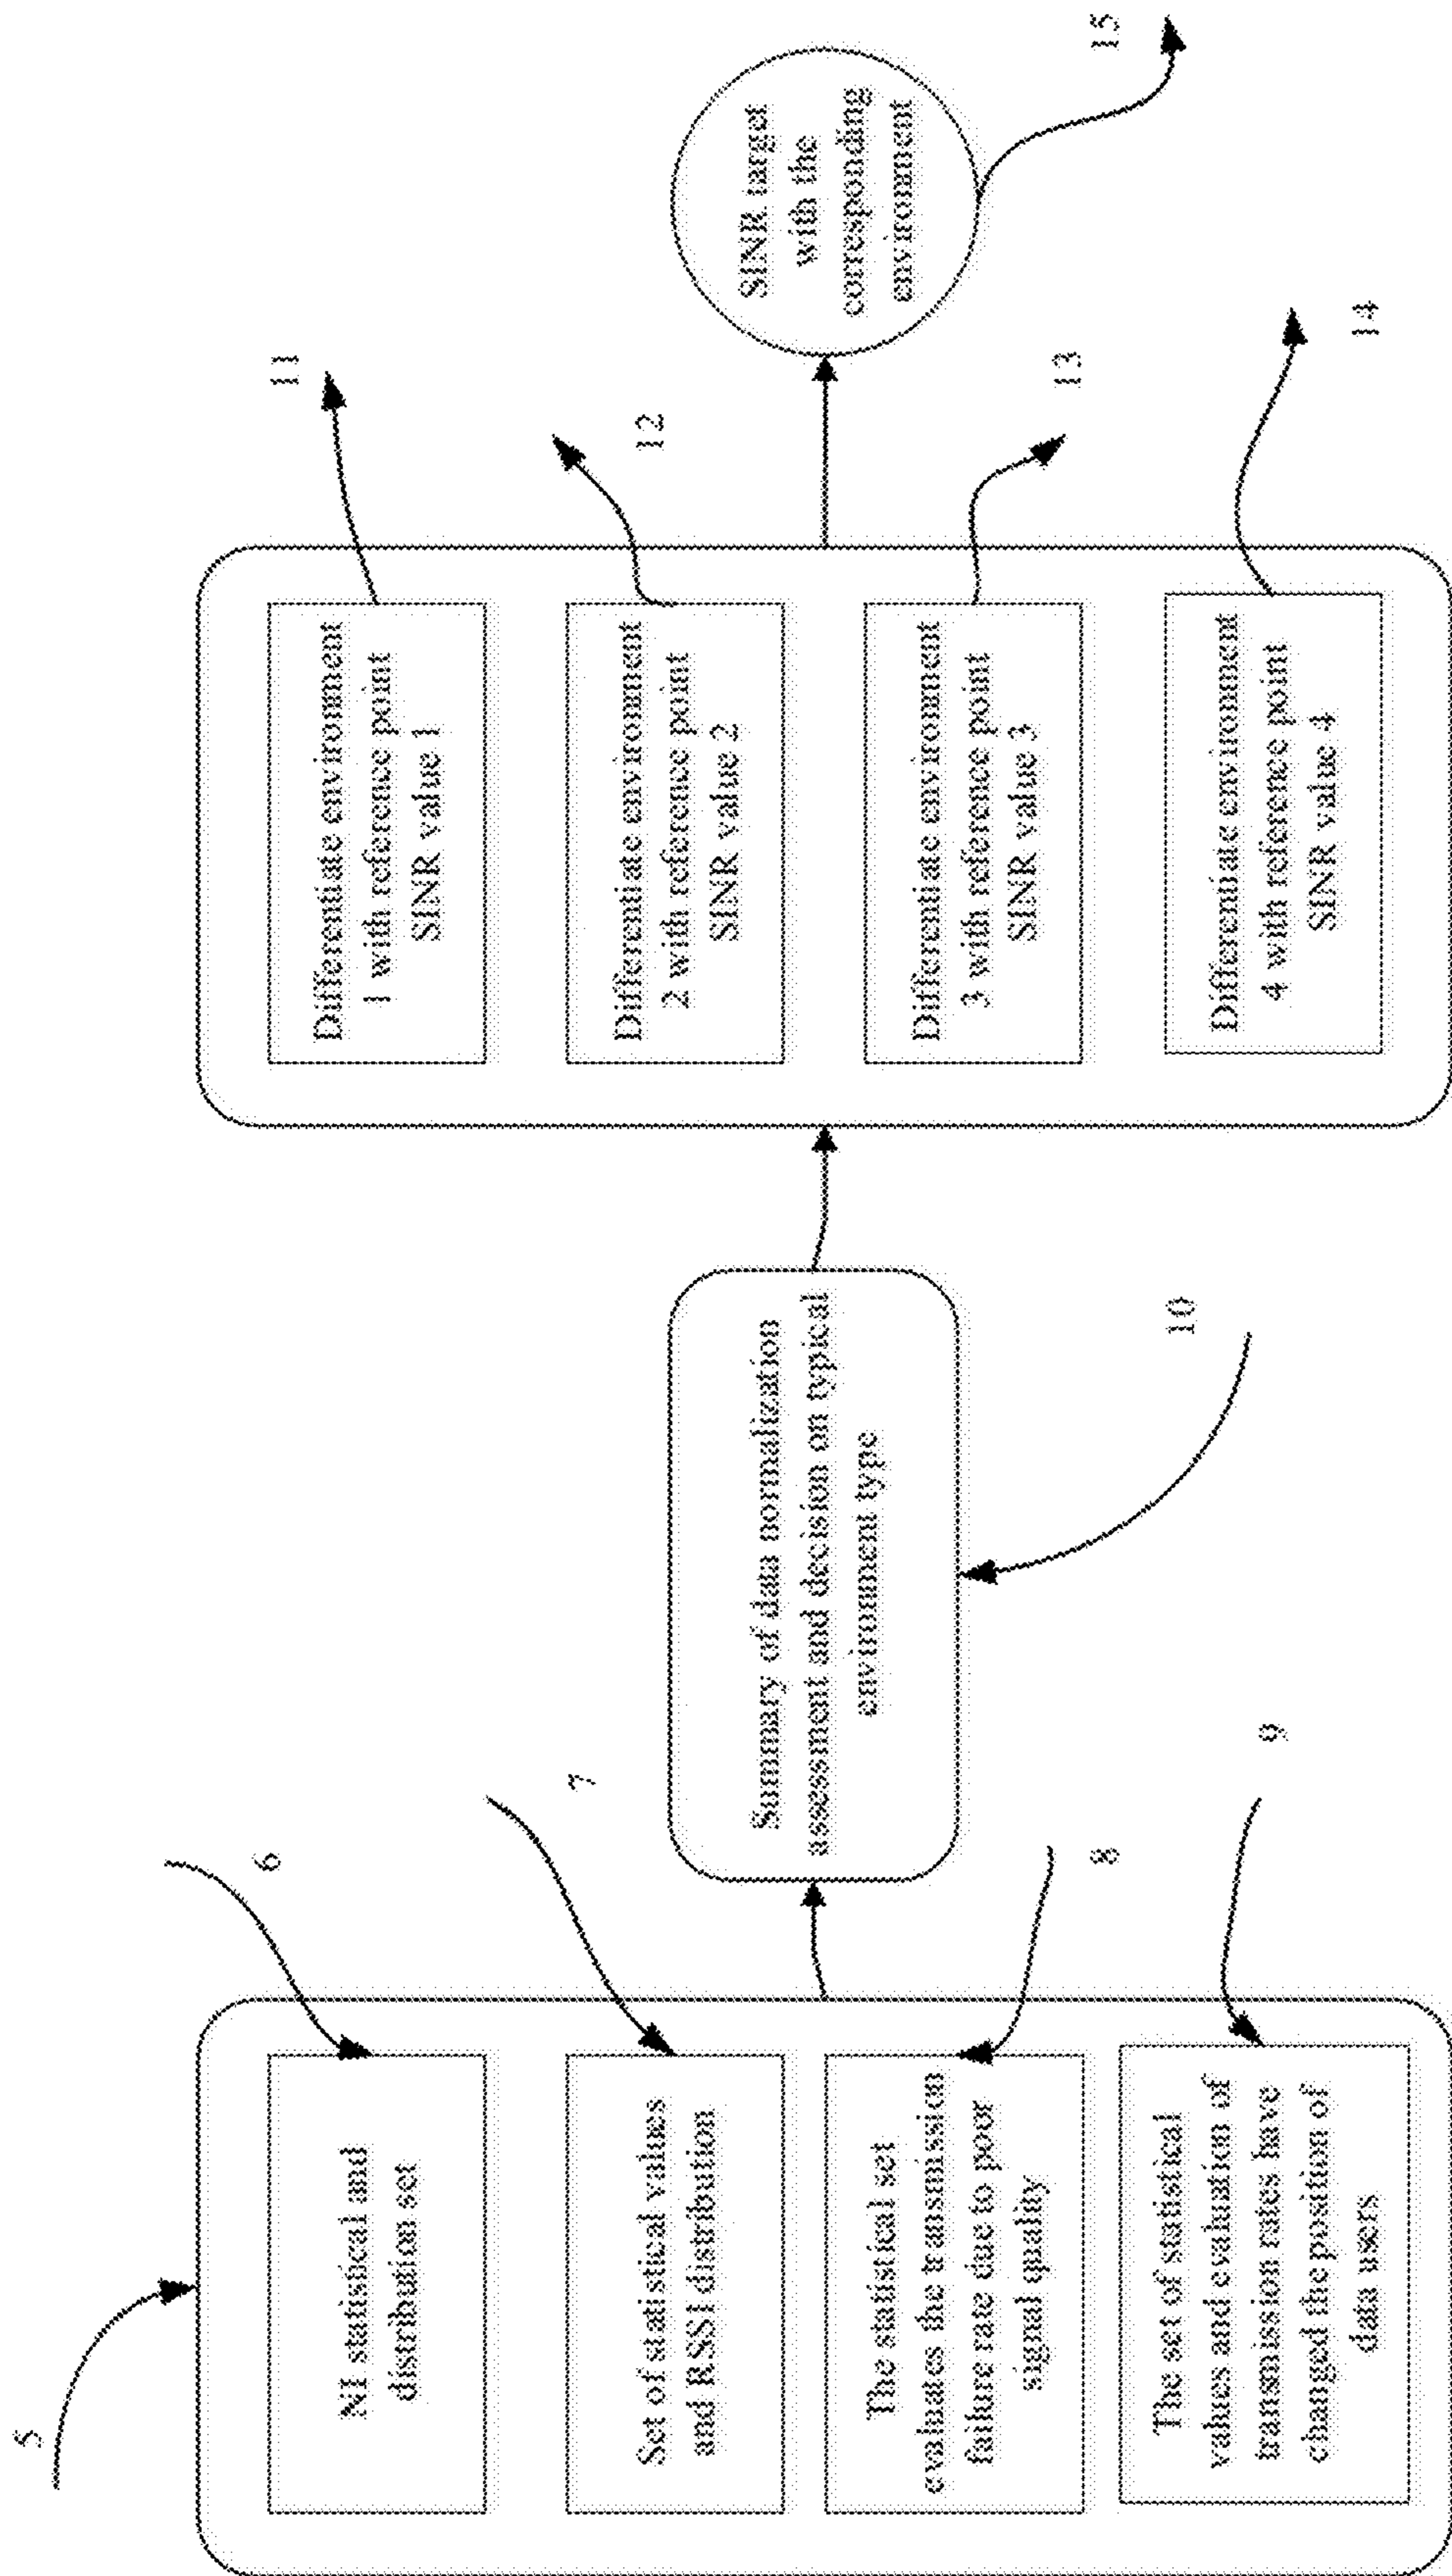 5
NI statistical and
distribution set
6
Set of statistical values
and RSSI distribution
7
The statistical set
evaluates the transmission
failure rate due to poor
signal quality
8
The set of statistical
values and evaluation of
transmission rates have
changed the position of
data users
9
Summary of data normalization
assessment and decision on typical
environment type
10
Differentiate environment
1 with reference point
SINR value 1
11
Differentiate environment
2 with reference point
SINR value 2
12
Differentiate environment
3 with reference point
SINR value 3
13
Differentiate environment
4 with reference point
SINR value 4
14
SINR target
with the
corresponding
environment
15